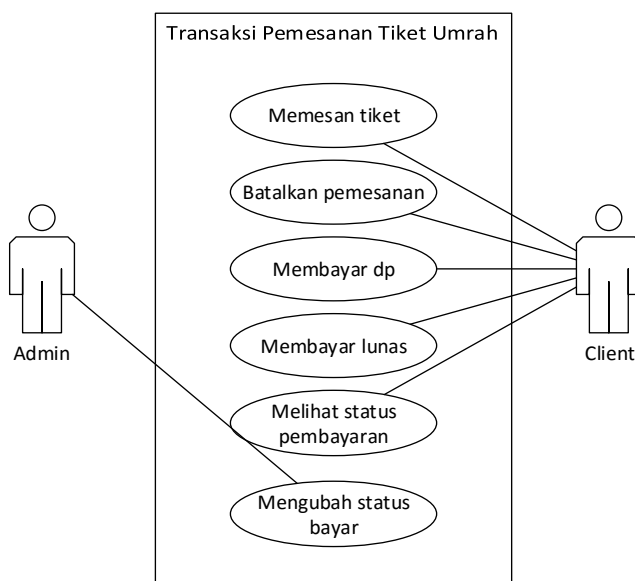 Transaksi Pemesanan Tiket Umrah
Memesan tiket
Batalkan pemesanan
Membayar dp
Admin
Membayar lunas
Client
Melihat status
pembayaran
Mengubah status
bayar